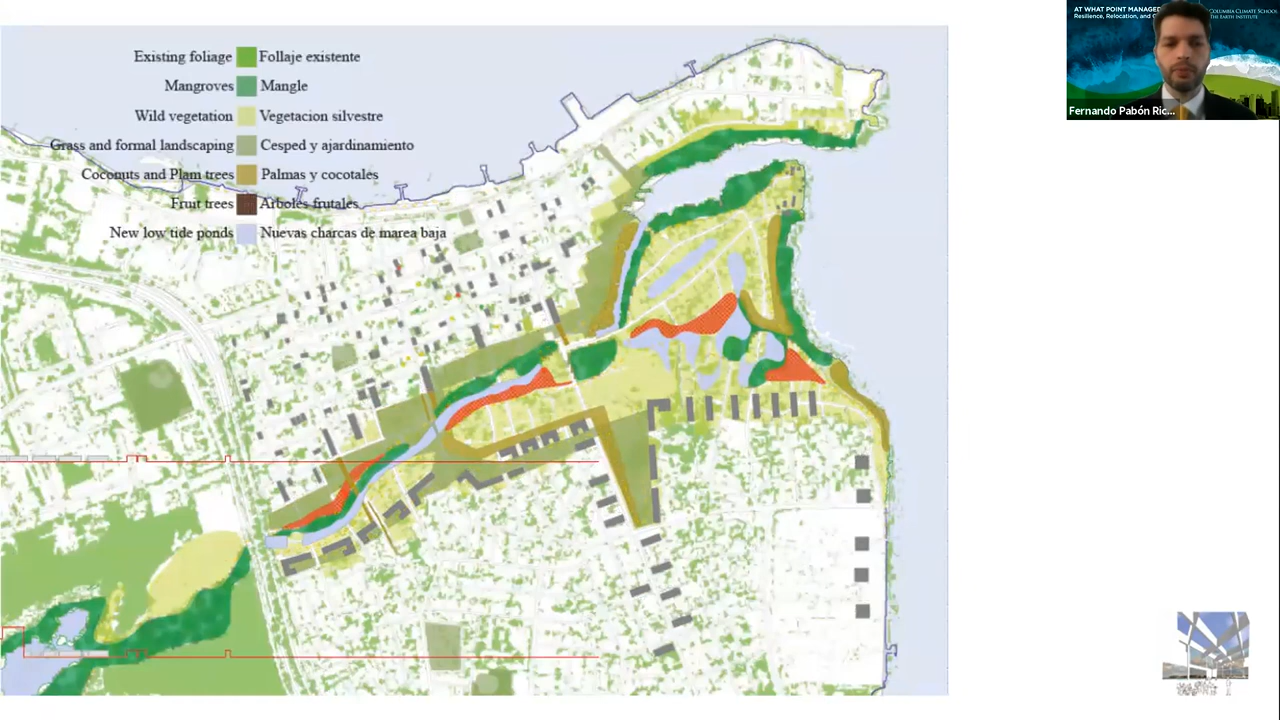 Existing foliage Follaje existente
Mangroves Mangle
Wild vegetation Vegetacion silvestre
Grass and formal landscaping Cesped y ajardinamiento
Coconuts and Plam trees Palmas y cocotales
Fruit trees Arboles frutales
New low tide ponds Nuevas charcas de marea baja
AT WHAT POINT MANAGED
Resilience, Relocation, and
COLUMBIA CLIMATE SCHOOL
THE EARTH INSTITUTE
Fernando Pabón Ric...